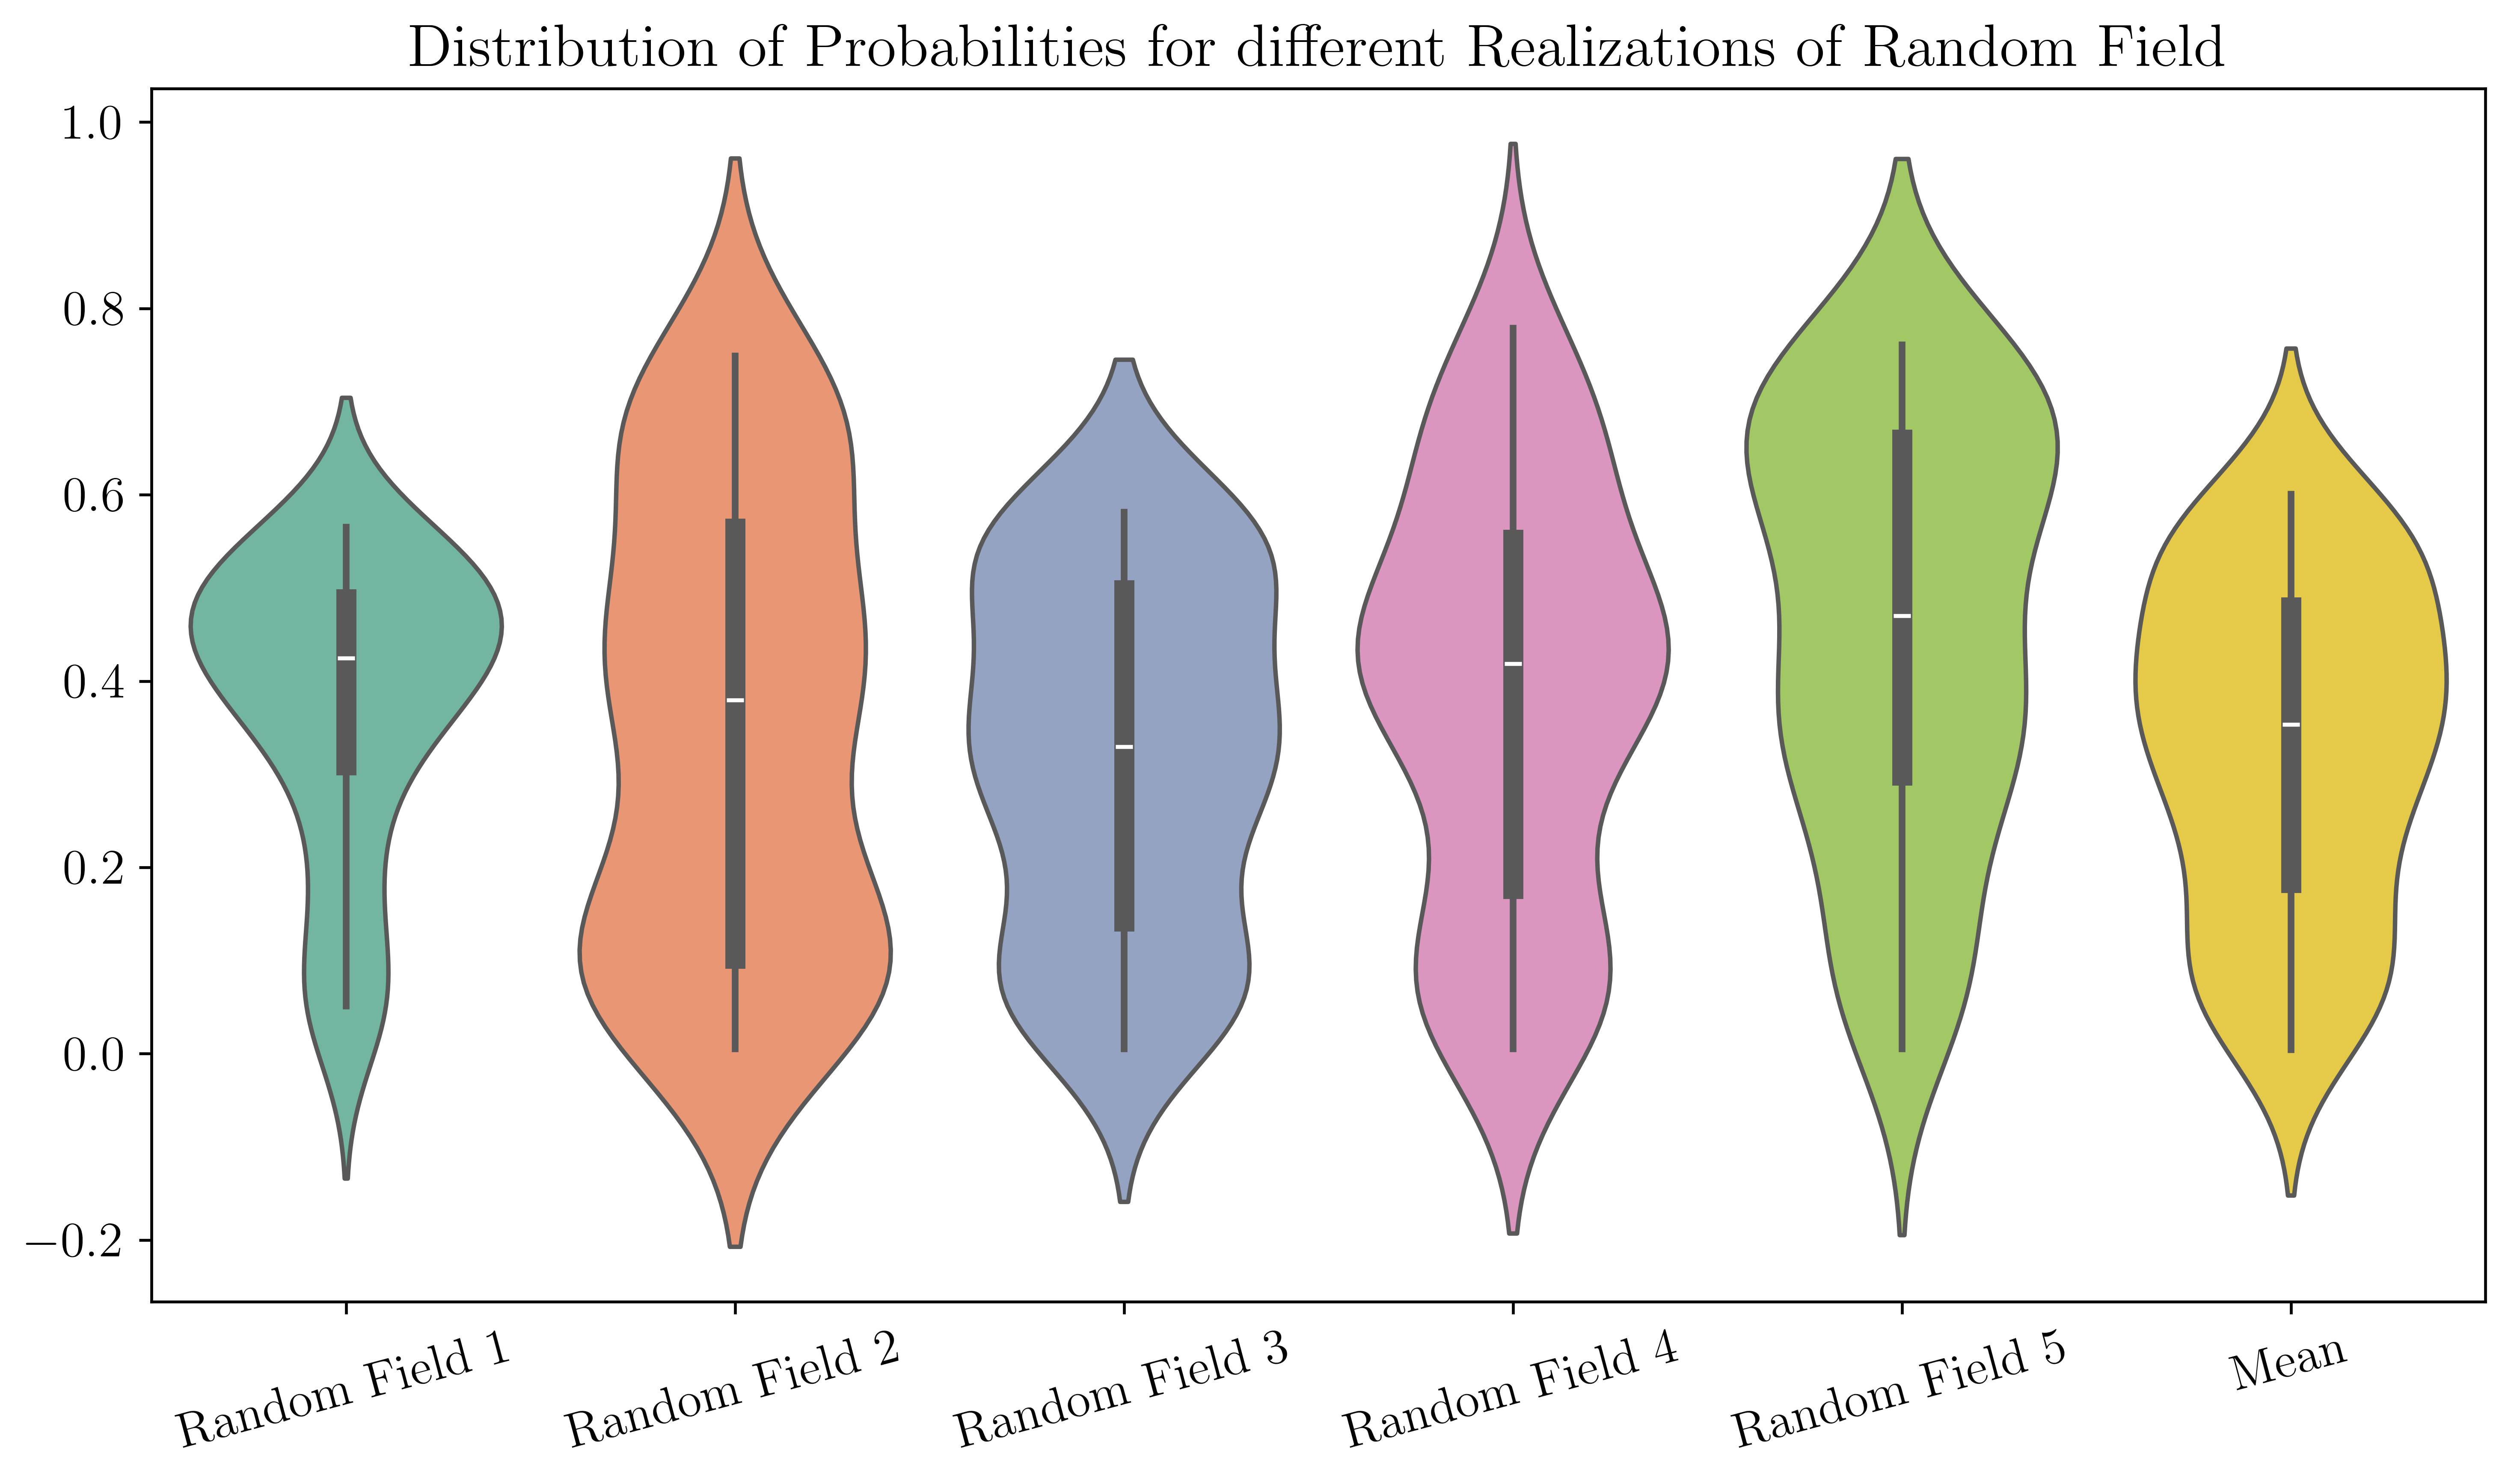 Distribution of Probabilities for different Realizations of Random Field
1.0
0.8
0.6
0.4
0.2
0.0
−0.2
Random Field 1
Random Field 2
Random Field 3
Random Field 4
Random Field 5
Mean